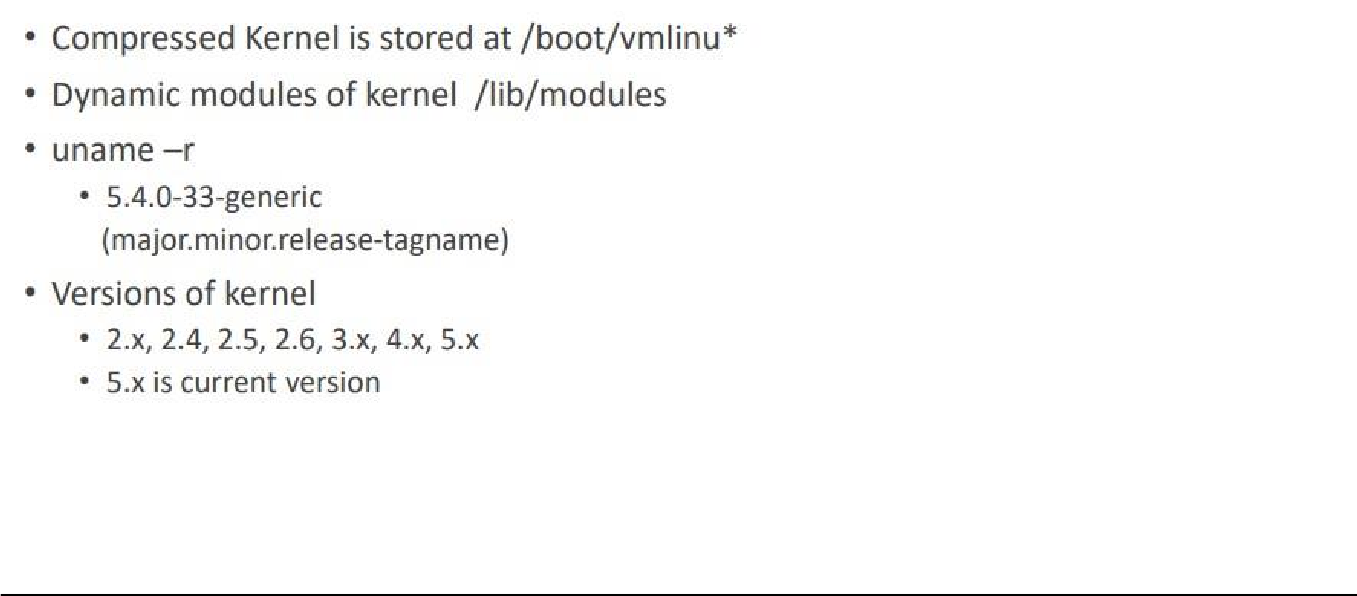 • Compressed Kernel is stored at /boot/vmlinu*
• Dynamic modules of kernel /lib/modules
• uname –r
• 5.4.0-33-generic
(major.minor.release-tagname)
• Versions of kernel
• 2.x, 2.4, 2.5, 2.6, 3.x, 4.x, 5.x
• 5.x is current version